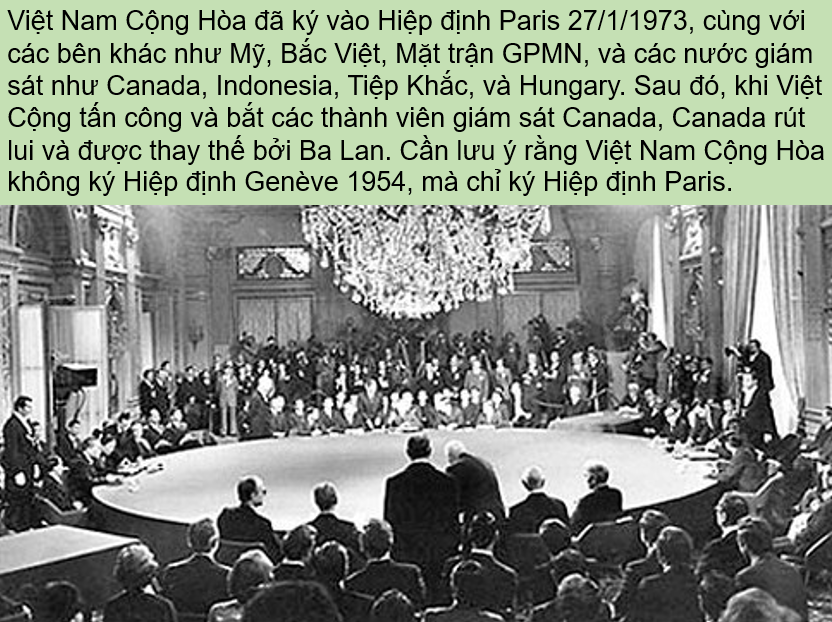 Việt Nam Cộng Hòa đã ký vào Hiệp định Paris 27/1/1973, cùng với
các bên khác như Mỹ, Bắc Việt, Mặt trận GPMN, và các nước giám
sát như Canada, Indonesia, Tiệp Khắc, và Hungary. Sau đó, khi Việt
Cộng tấn công và bắt các thành viên giám sát Canada, Canada rút
lui và được thay thế bởi Ba Lan. Cần lưu ý rằng Việt Nam Cộng Hòa
không ký Hiệp định Genève 1954, mà chỉ ký Hiệp định Paris.